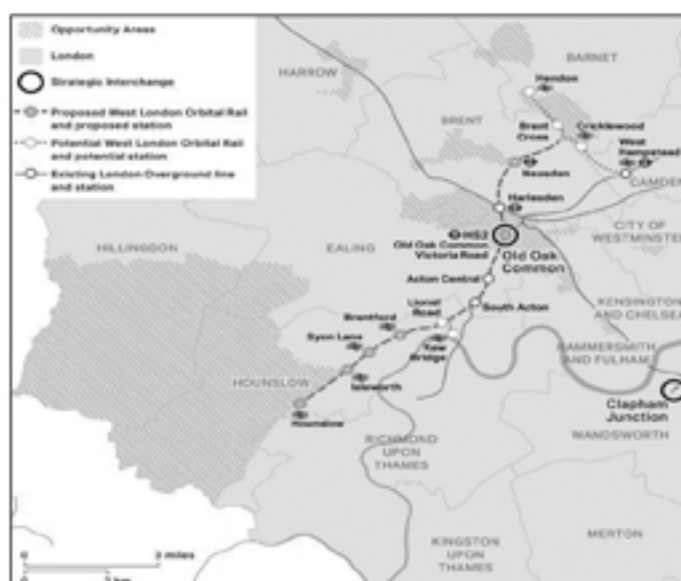 Opportunity Areas
London
Strategic Interchange
Proposed West London Orbital Rail
and proposed station
Potential West London Orbital Rail
and potential station
Existing London Overground line
and station
HARROW
BARNET
Hendon
BRENT
Brent
Cross
Cricklewood
West
Hampstead
Neasden
CAMDEN
Harlesden
CITY OF
WESTMINSTER
HILLINGDON
EALING
HS2
Old Oak Common
Victoria Road
Old Oak
Common
Acton Central
KENSINGTON
AND CHELSEA
Lionel
Road
South Acton
Brentford
Syon Lane
Kew
Bridge
HAMMERSMITH
AND FULHAM
HOUNSLOW
Isleworth
Clapham
Junction
Hounslow
RICHMOND
UPON
THAMES
WANDSWORTH
MERTON
KINGSTON
UPON
THAMES
0
3 miles
0
3 km